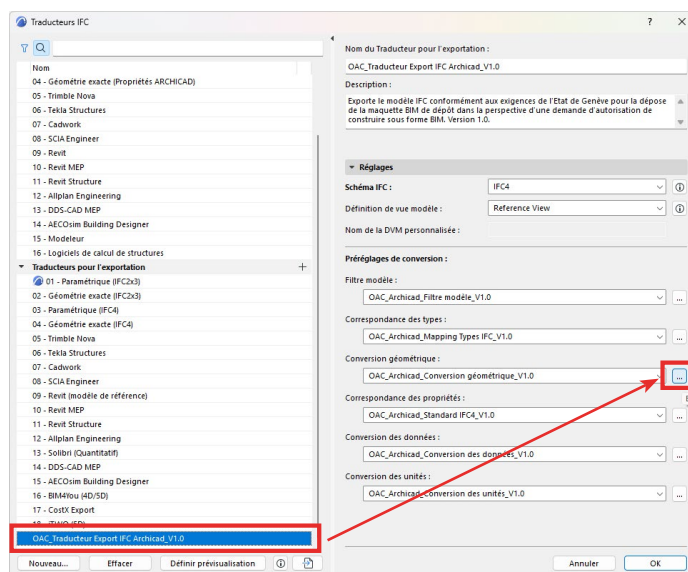 Traducteurs IFC
Nom
04 - Géométrie exacte (Propriétés ARCHICAD)
05 - Trimble Nova
06 - Tekla Structures
07 - Cadwork
08 - SCIA Engineer
09 - Revit
10 - Revit MEP
11 - Revit Structure
12 - Allplan Engineering
13 - DDS-CAD MEP
14 - AECOsim Building Designer
15 - Modeleur
16 - Logiciels de calcul de structures
Traducteurs pour l'exportation
01 - Paramétrique (IFC2x3)
02 - Géométrie exacte (IFC2x3)
03 - Paramétrique (IFC4)
04 - Géométrie exacte (IFC4)
05 - Trimble Nova
06 - Tekla Structures
07 - Cadwork
08 - SCIA Engineer
09 - Revit (modèle de référence)
10 - Revit MEP
11 - Revit Structure
12 - Allplan Engineering
13 - Solibri (Quantitatif)
14 - DDS-CAD MEP
15 - AECOsim Building Designer
16 - BIM4You (4D/5D)
17 - CostX Export
18 - iTWO (5D)
OAC_Traducteur Export IFC Archicad_V1.0
Nouveau...
Effacer
Définir prévisualisation
Nom du Traducteur pour l'exportation :
OAC_Traducteur Export IFC Archicad_V1.0
Description :
Exporte le modèle IFC conformément aux exigences de l'Etat de Genève pour la dépose
de la maquette BIM de dépôt dans la perspective d'une demande d'autorisation de
construire sous forme BIM. Version 1.0.
Réglages
Schéma IFC :
IFC4
Définition de vue modèle :
Reference View
Nom de la DVM personnalisée :
Préréglages de conversion :
Filtre modèle :
OAC_Archicad_Filtre modèle_V1.0
...
Correspondance des types :
OAC_Archicad_Mapping Types IFC_V1.0
...
Conversion géométrique :
OAC_Archicad_Conversion géométrique_V1.0
...
Correspondance des propriétés :
OAC_Archicad_Standard IFC4_V1.0
...
Conversion des données :
OAC_Archicad_Conversion des données_V1.0
...
Conversion des unités :
OAC_Archicad_Conversion des unités_V1.0
...
Annuler
OK